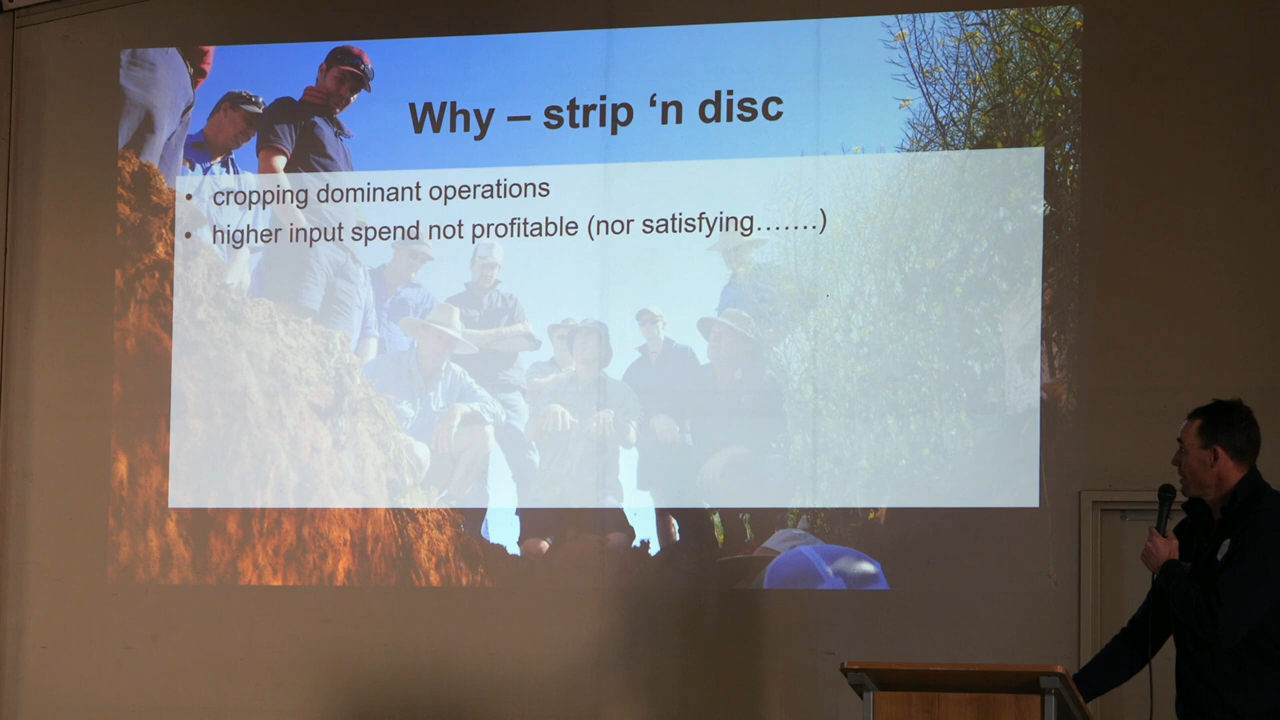 Why – strip ‘n disc
• cropping dominant operations
• higher input spend not profitable (nor satisfying…….)